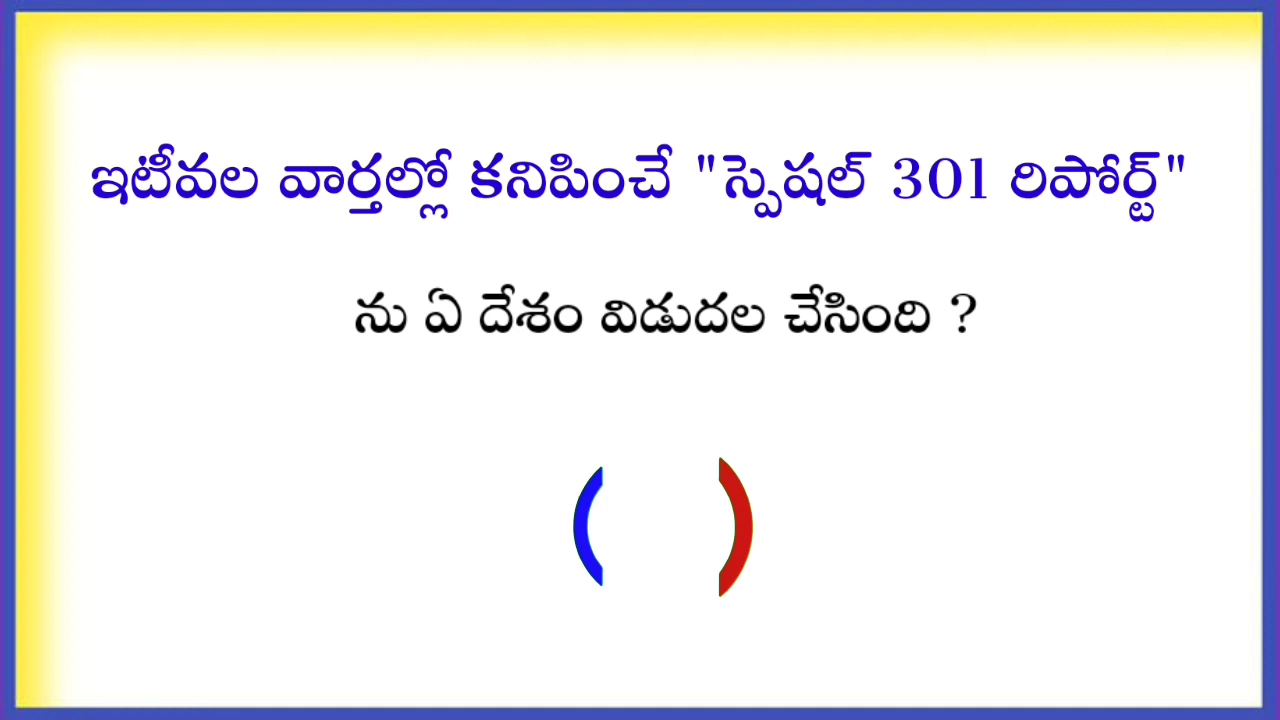 ఇటీవల వార్తల్లో కనిపించే "స్పెషల్ 301 రిపోర్ట్"
ను ఏ దేశం విడుదల చేసింది ?
( )